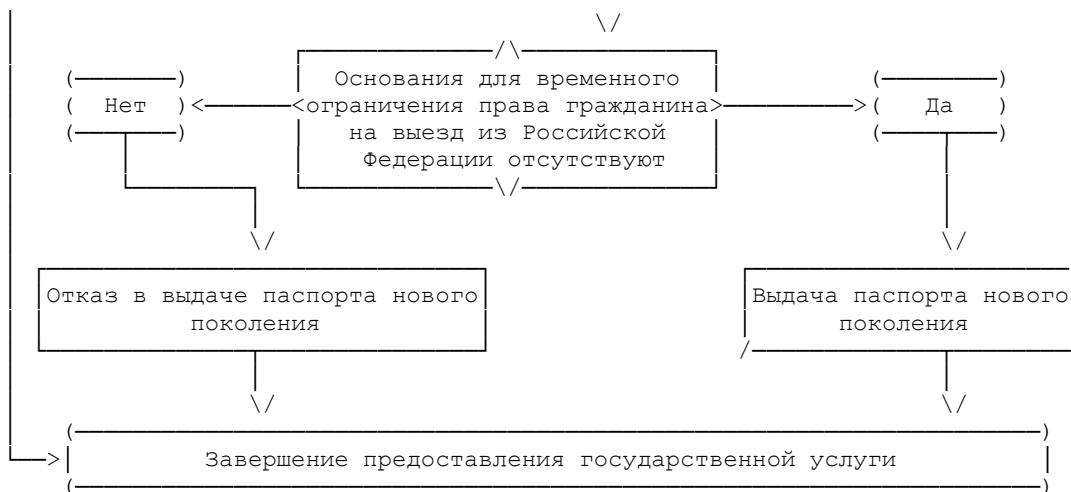 Основания для временного
Нет
ограничения права гражданина
Да
на выезд из Российской
Федерации отсутствуют
Отказ в выдаче паспорта нового
поколения
Выдача паспорта нового
поколения
Завершение предоставления государственной услуги